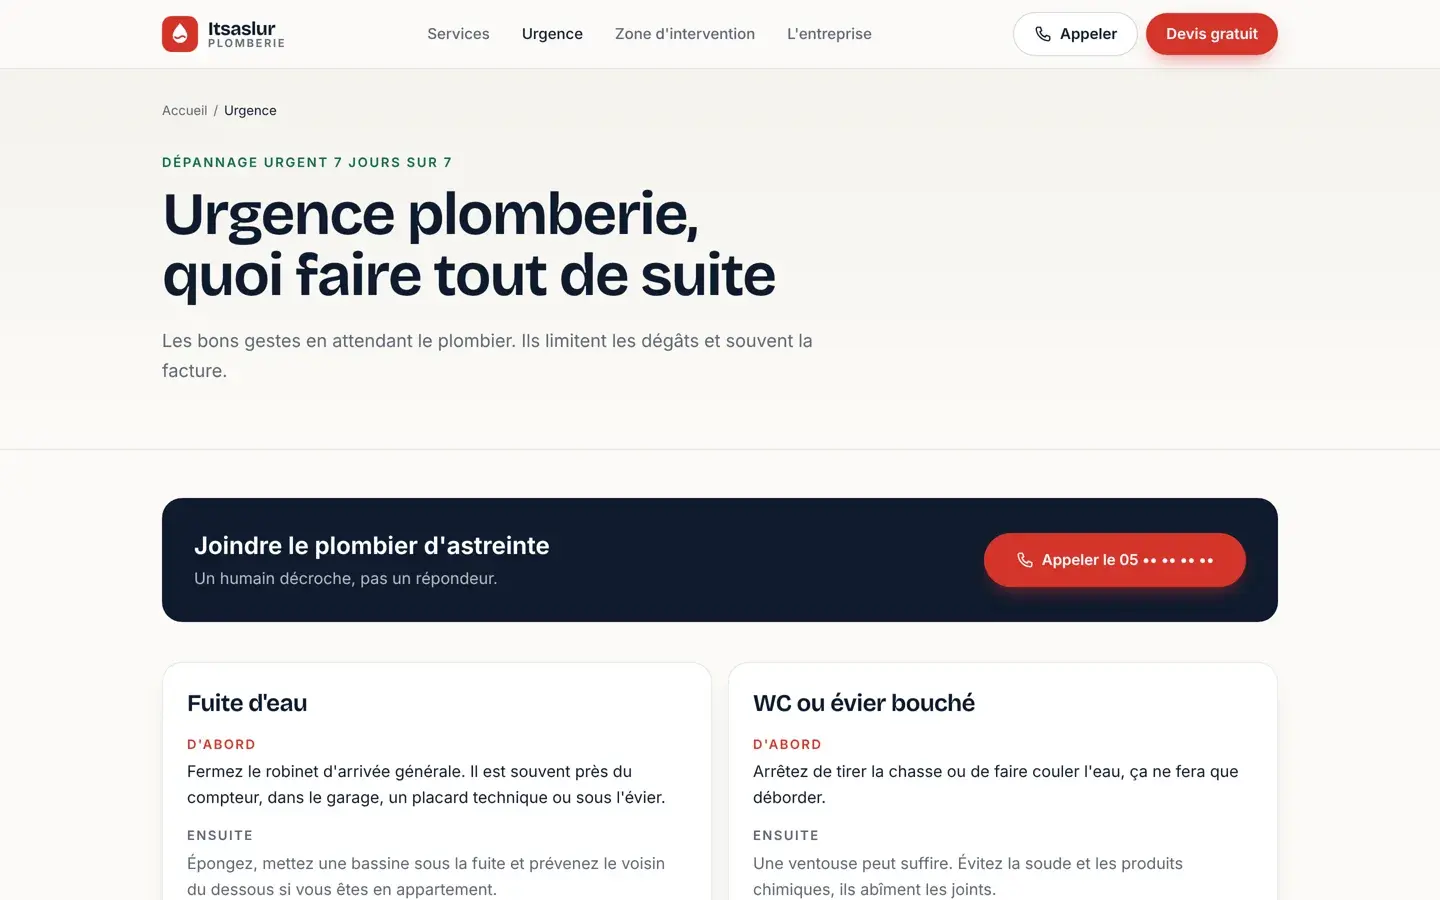 Itsaslur
PLOMBERIE
Services
Urgence
Zone d'intervention
L'entreprise
Appeler
Devis gratuit
Accueil / Urgence
DÉPANNAGE URGENT 7 JOURS SUR 7
Urgence plomberie,
quoi faire tout de suite
Les bons gestes en attendant le plombier. Ils limitent les dégâts et souvent la
facture.
Joindre le plombier d'astreinte
Un humain décroche, pas un répondeur.
Appeler le 05 •• •• •• ••
Fuite d'eau
D'ABORD
Fermez le robinet d'arrivée générale. Il est souvent près du
compteur, dans le garage, un placard technique ou sous l'évier.
ENSUITE
Épongez, mettez une bassine sous la fuite et prévenez le voisin
du dessous si vous êtes en appartement.
WC ou évier bouché
D'ABORD
Arrêtez de tirer la chasse ou de faire couler l'eau, ça ne fera que
déborder.
ENSUITE
Une ventouse peut suffire. Évitez la soude et les produits
chimiques, ils abîment les joints.